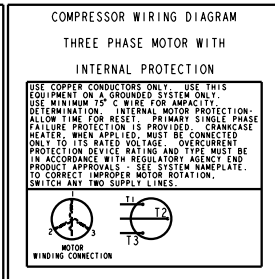 COMPRESSOR WIRING DIAGRAM
THREE PHASE MOTOR WITH
INTERNAL PROTECTION
USE COPPER CONDUCTORS ONLY. USE THIS
EQUIPMENT ON A GROUNDED SYSTEM ONLY.
USE MINIMUM 75° C WIRE FOR AMPACITY.
DETERMINATION. INTERNAL MOTOR PROTECTION-
ALLOW TIME FOR RESET. PRIMARY SINGLE PHASE
FAILURE PROTECTION IS PROVIDED. CRANKCASE
HEATER, WHEN APPLIED, MUST BE CONNECTED
ONLY TO ITS RATED VOLTAGE. OVERCURRENT
PROTECTION DEVICE RATING AND TYPE MUST BE
IN ACCORDANCE WITH REGULATORY AGENCY END
PRODUCT APPROVALS - SEE SYSTEM NAMEPLATE.
TO CORRECT IMPROPER MOTOR ROTATION,
SWITCH ANY TWO SUPPLY LINES.
1
2 3
T1
T2
T3
MOTOR
WINDING CONNECTION